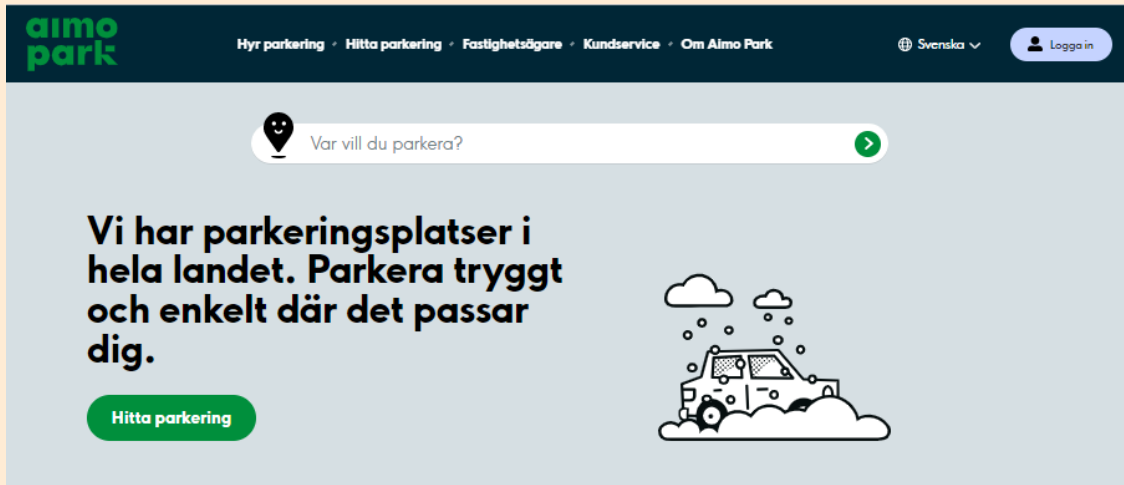 aimo
park
Hyr parkering • Hitta parkering • Fastighetsägare • Kundservice • Om Aimo Park
Svenska
Logga in
Var vill du parkera?
Vi har parkeringsplatser i
hela landet. Parkera tryggt
och enkelt där det passar
dig.
Hitta parkering